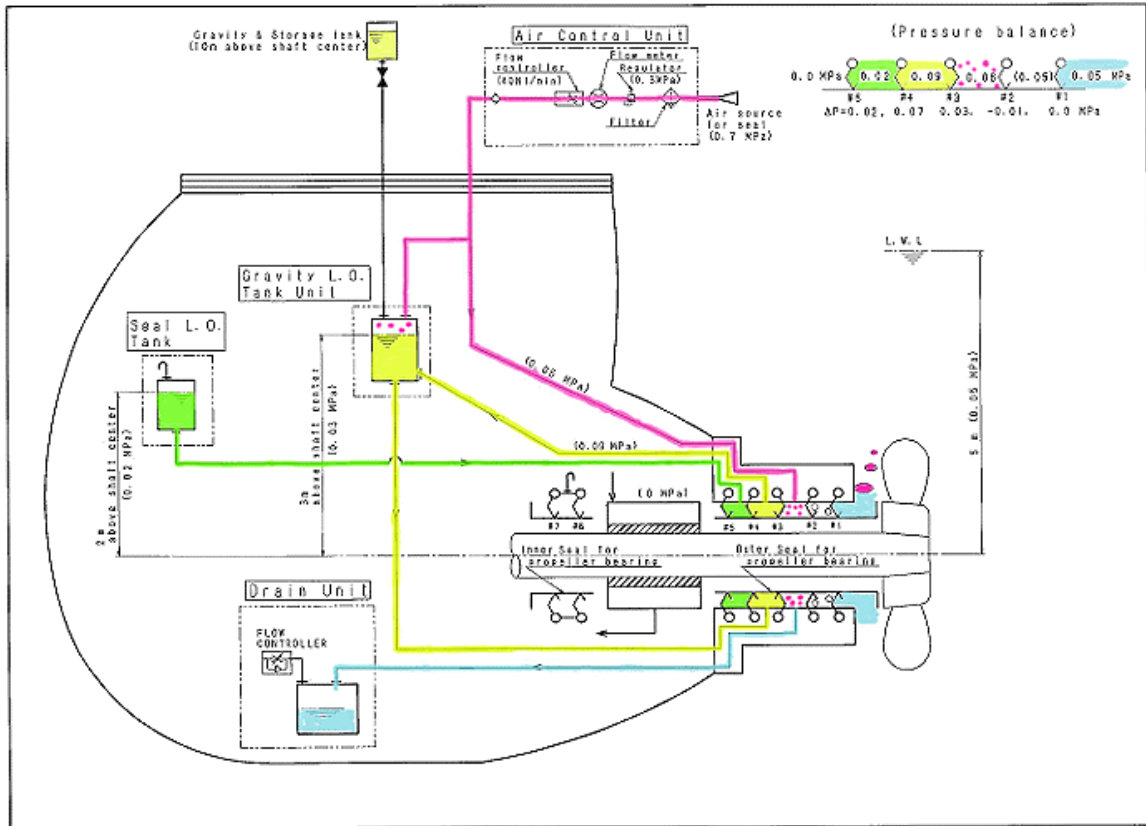 Gravity & Storage tank
(10m above shaft center)
Air Control Unit
Flow
controller
(40Nl/min)
Flow meter
Regulator
(0.3MPa)
Filter
Air source
for seal
(0.7 MPa)
(Pressure balance)
0.0 MPa 0.02 0.09 0.06 (0.05) 0.05 MPa
#5 #4 #3 #2 #1
ΔP=0.02, 0.07 0.03, -0.01, 0.0 MPa
L.W.L
5 m (0.05 MPa)
Gravity L.O.
Tank Unit
Seal L.O.
Tank
2m
above shaft center
(0.02 MPa)
3m
above shaft center
(0.03 MPa)
(0.06 MPa)
(0.09 MPa)
(0 MPa)
#7 #6
#5 #4 #3 #2 #1
Inner Seal for
propeller bearing
Outer Seal for
propeller bearing
Drain Unit
FLOW
CONTROLLER